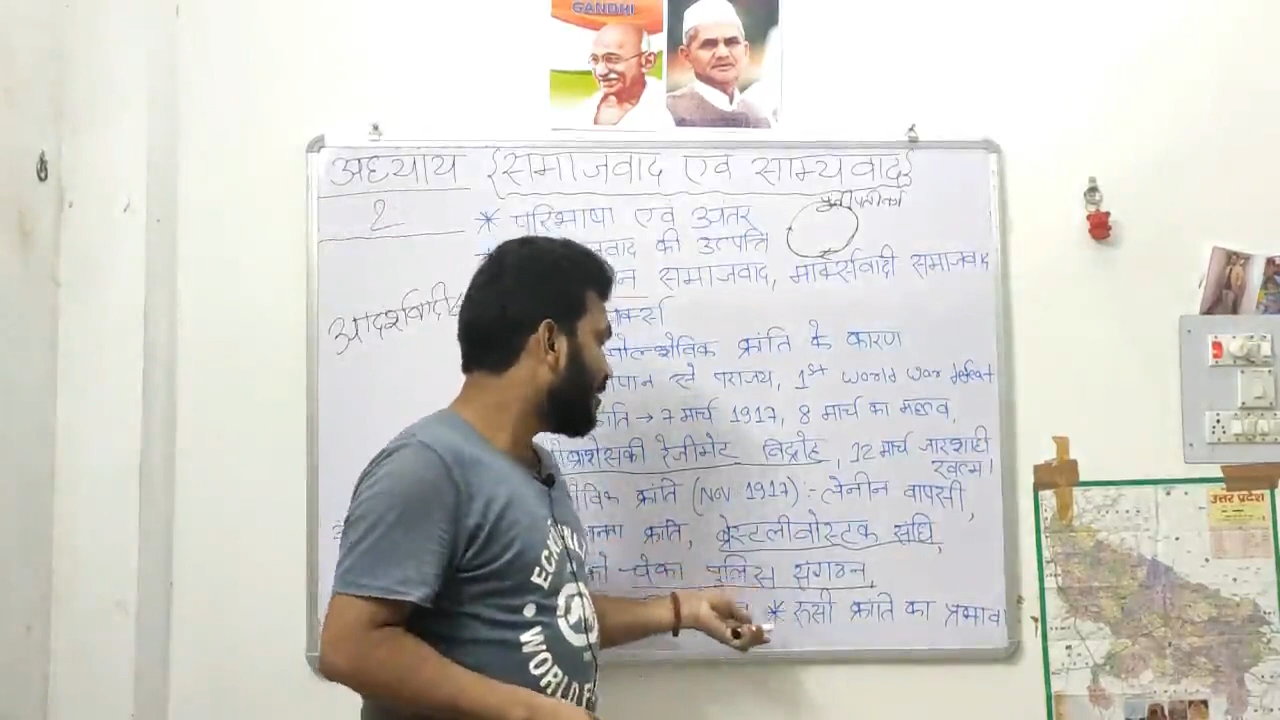 GANDHI
अध्याय {समाजवाद एवं साम्यवाद}
2
* परिभाषा एवं अंतर
वाद की उत्पत्ति
न समाजवाद, मार्क्सवादी समाजवाद
आदर्शवादी
मार्क्स
बोल्शेविक क्रांति के कारण
जापान से पराजय, 1st world war defeat
क्रांति → 7 मार्च 1917, 8 मार्च का महत्व,
रेजीमेंट विद्रोह, 12 मार्च जारशाही
खत्म।
शेविक क्रांति (Nov 1917):- लेनीन वापसी,
क्रांति, ब्रेस्टलीवोस्टक संधि,
को चेका पुलिस संगठन,
* रूसी क्रांति का प्रभाव।
उत्तर प्रदेश
ECONO
WORLD